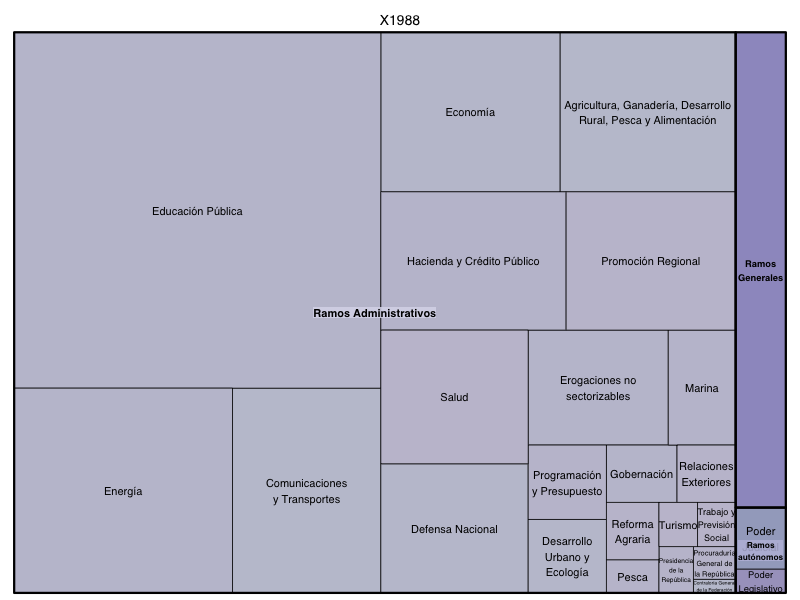 X1988
Educación Pública
Economía
Agricultura, Ganadería, Desarrollo
Rural, Pesca y Alimentación
Hacienda y Crédito Público
Promoción Regional
Ramos Administrativos
Ramos
Generales
Salud
Erogaciones no
sectorizables
Marina
Energía
Comunicaciones
y Transportes
Defensa Nacional
Programación
y Presupuesto
Gobernación
Relaciones
Exteriores
Desarrollo
Urbano y
Ecología
Reforma
Agraria
Turismo
Trabajo y
Previsión
Social
Pesca
Presidencia
de la
República
Procuraduría
General de
la República
Contraloría General
de la Federación
Poder
Ramos
autónomos
Poder
Legislativo